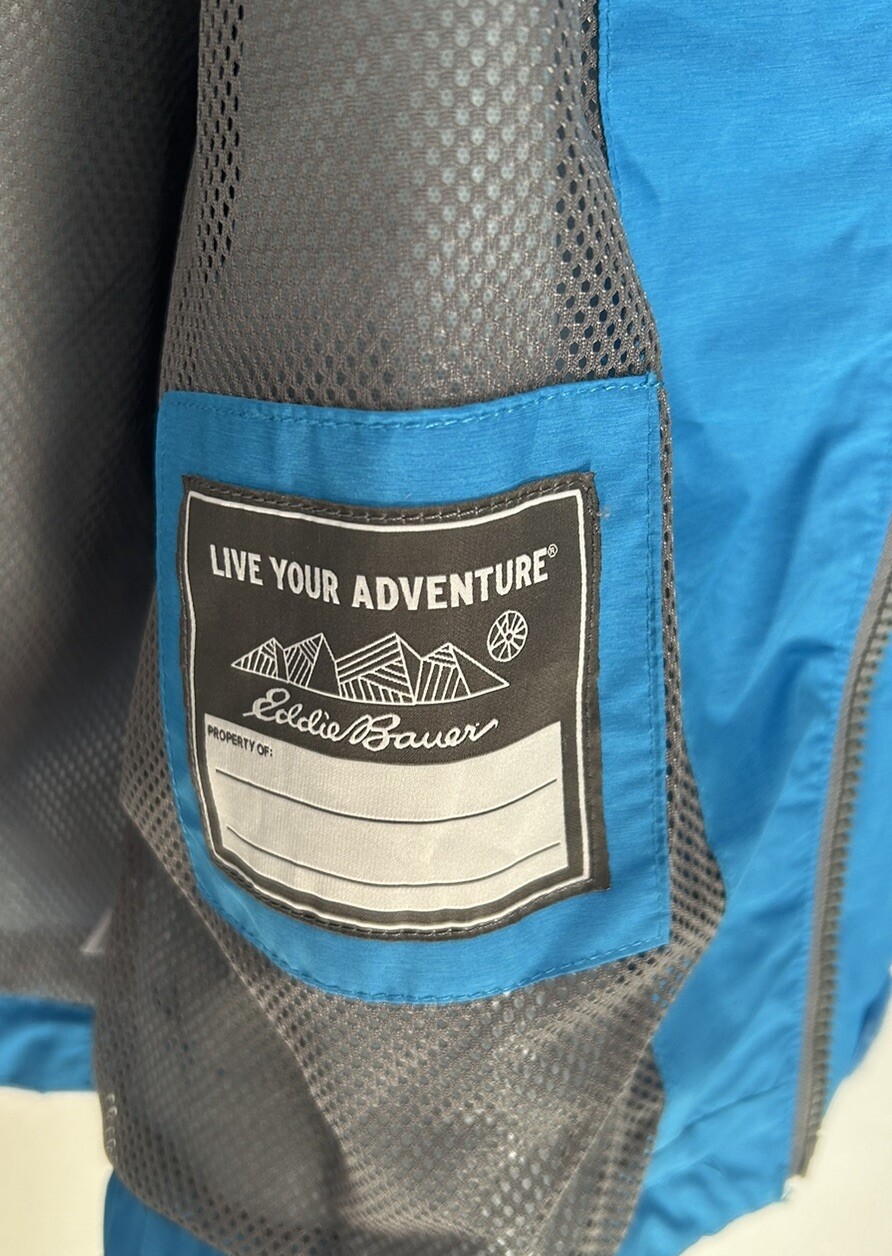 LIVE YOUR ADVENTURE®
Eddie Bauer
PROPERTY OF: